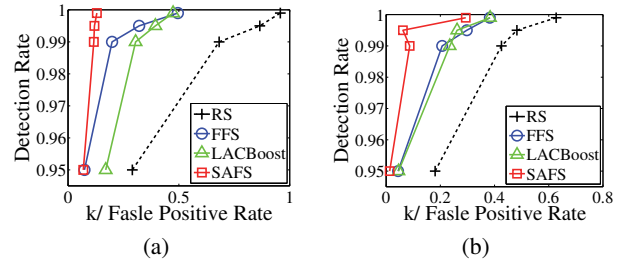 1
0.99
0.98
0.97
0.96
0.95
Detection Rate
0 0.5 1
k/ Fasle Positive Rate
RS
FFS
LACBoost
SAFS
(a)
1
0.99
0.98
0.97
0.96
0.95
Detection Rate
0 0.2 0.4 0.6 0.8
k/ Fasle Positive Rate
RS
FFS
LACBoost
SAFS
(b)